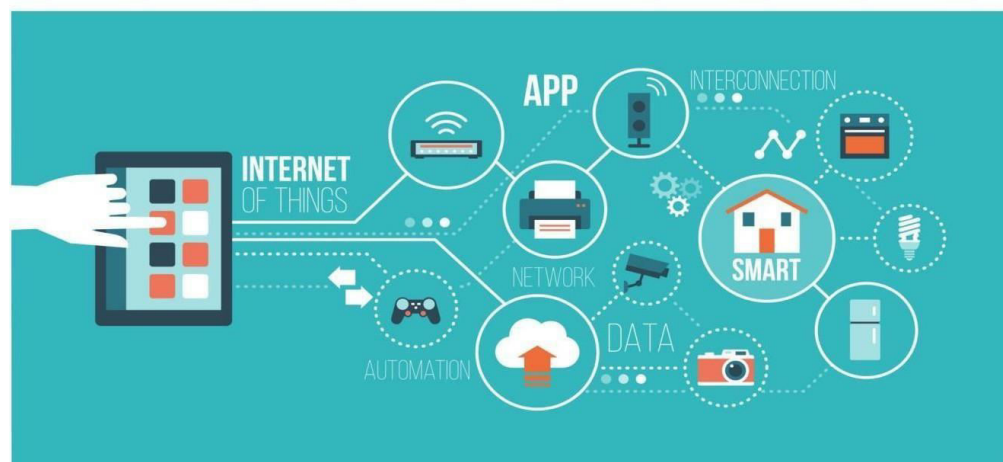 INTERNET
OF THINGS
APP
INTERCONNECTION
NETWORK
SMART
DATA
AUTOMATION